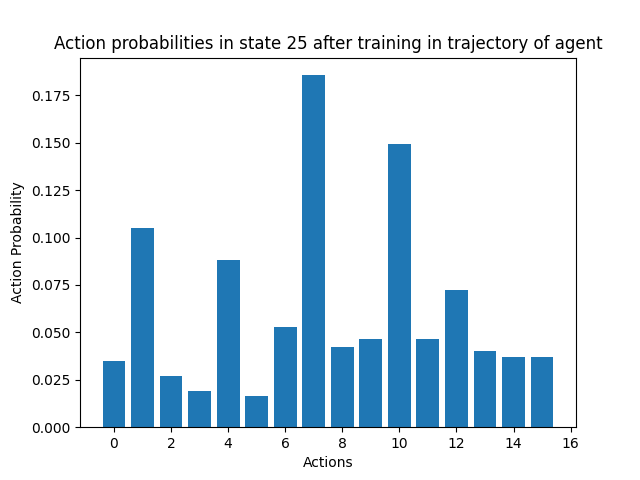 Action probabilities in state 25 after training in trajectory of agent
Action Probability
0.175
0.150
0.125
0.100
0.075
0.050
0.025
0.000
0 2 4 6 8 10 12 14 16
Actions